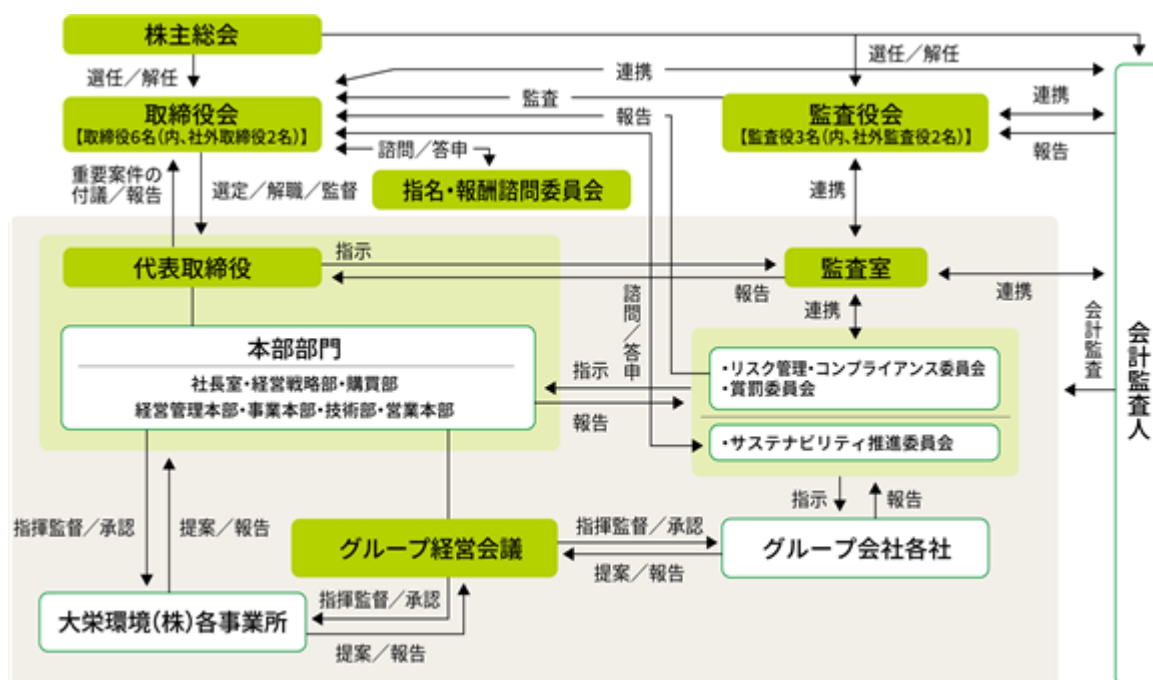 株主総会
選任／解任
選任／解任
連携
取締役会
【取締役6名（内、社外取締役2名）】
監査
報告
監査役会
【監査役3名（内、社外監査役2名）】
連携
報告
諮問／答申
指名・報酬諮問委員会
重要案件の
付議／報告
選定／解職／監督
連携
代表取締役
指示
報告
監査室
連携
連携
諮問／答申
会計監査
会計監査人
本部部門
社長室・経営戦略部・購買部
経営管理本部・事業本部・技術部・営業本部
指示
報告
・リスク管理・コンプライアンス委員会
・賞罰委員会
・サステナビリティ推進委員会
指示
報告
指揮監督／承認
提案／報告
グループ経営会議
指揮監督／承認
提案／報告
グループ会社各社
大栄環境（株）各事業所
指揮監督／承認
提案／報告